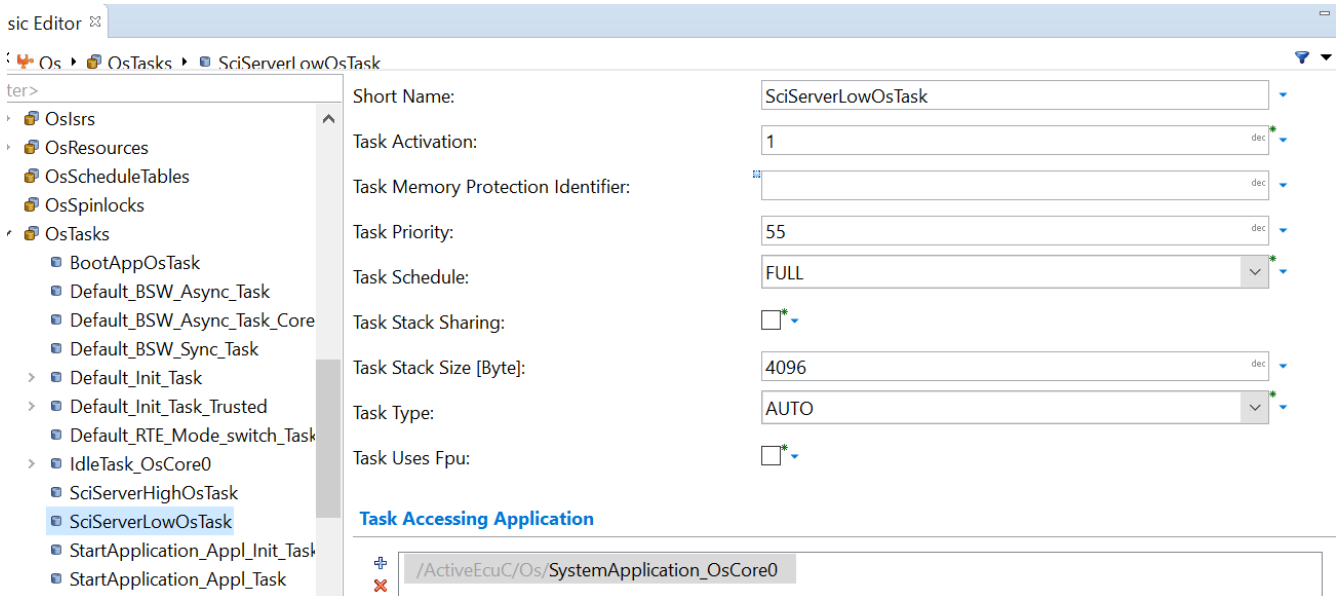 sic Editor
Os OsTasks SciServerLowOsTask
ter>
OsIsrs
OsResources
OsScheduleTables
OsSpinlocks
OsTasks
BootAppOsTask
Default_BSW_Async_Task
Default_BSW_Async_Task_Core
Default_BSW_Sync_Task
Default_Init_Task
Default_Init_Task_Trusted
Default_RTE_Mode_switch_Task
IdleTask_OsCore0
SciServerHighOsTask
SciServerLowOsTask
StartApplication_Appl_Init_Task
StartApplication_Appl_Task
Short Name: SciServerLowOsTask
Task Activation: 1 dec
Task Memory Protection Identifier: dec
Task Priority: 55 dec
Task Schedule: FULL
Task Stack Sharing:
Task Stack Size [Byte]: 4096 dec
Task Type: AUTO
Task Uses Fpu:
Task Accessing Application
/ActiveEcuC/Os/SystemApplication_OsCore0